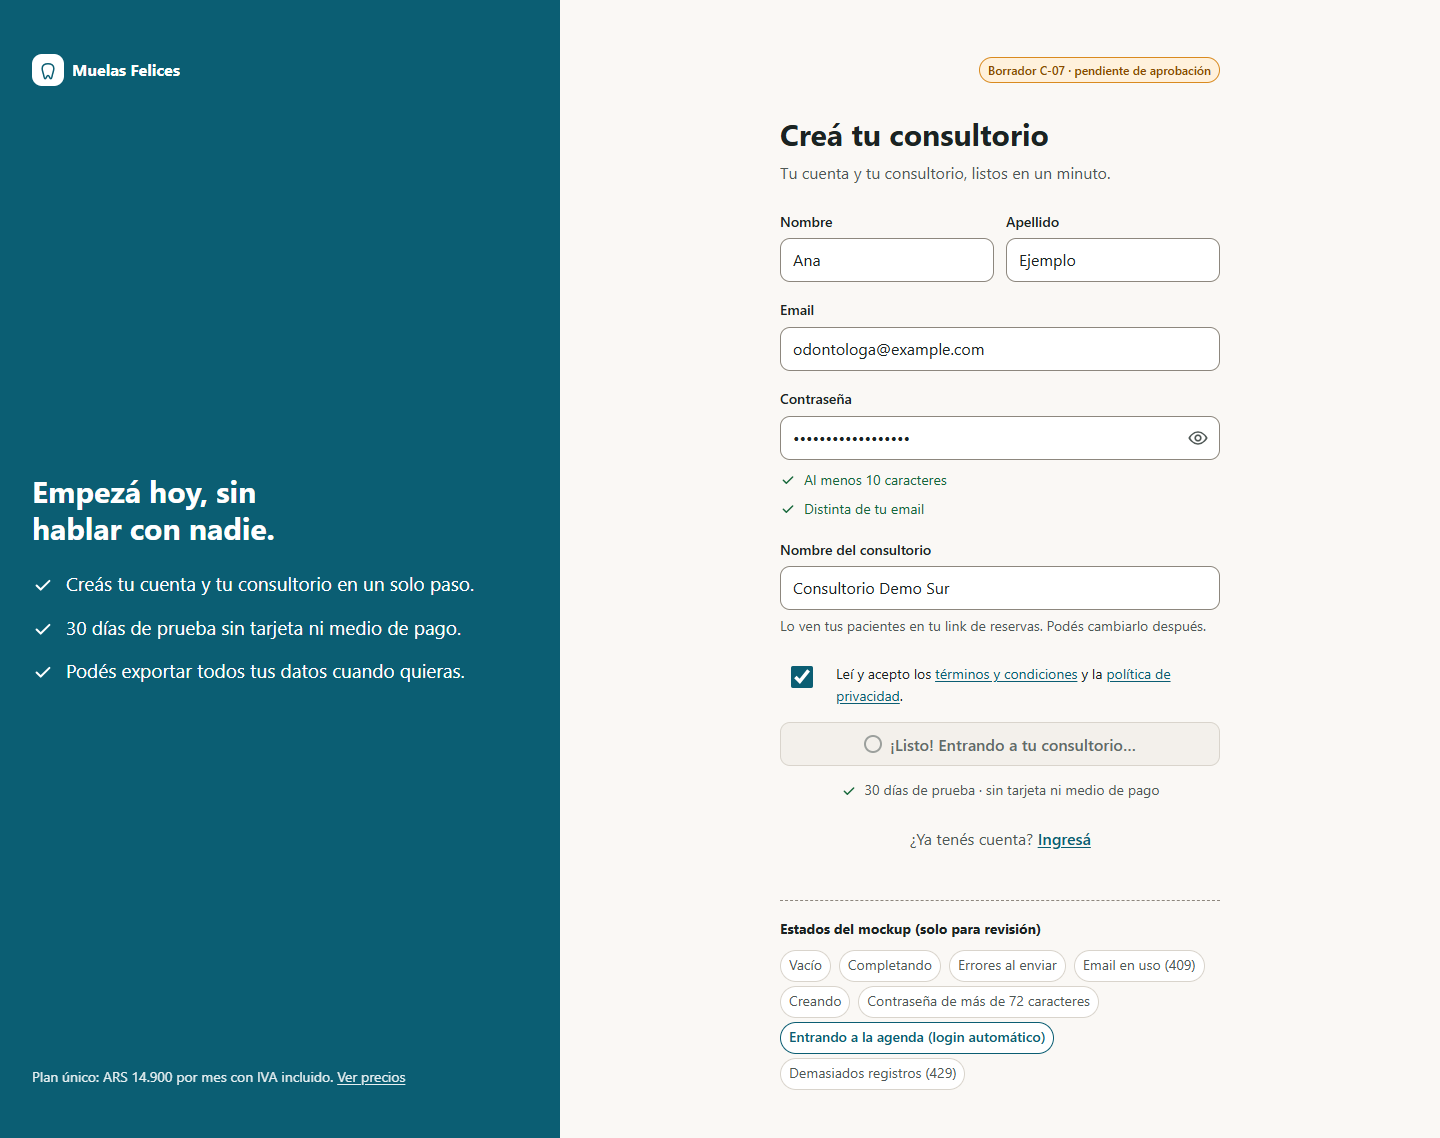 Muelas Felices
Empezá hoy, sin
hablar con nadie.
Creás tu cuenta y tu consultorio en un solo paso.
30 días de prueba sin tarjeta ni medio de pago.
Podés exportar todos tus datos cuando quieras.
Plan único: ARS 14.900 por mes con IVA incluido. Ver precios
Borrador C-07 · pendiente de aprobación
Creá tu consultorio
Tu cuenta y tu consultorio, listos en un minuto.
Nombre
Apellido
Ana
Ejemplo
Email
odontologa@example.com
Contraseña
••••••••••••••••••
Al menos 10 caracteres
Distinta de tu email
Nombre del consultorio
Consultorio Demo Sur
Lo ven tus pacientes en tu link de reservas. Podés cambiarlo después.
Leí y acepto los términos y condiciones y la política de
privacidad.
¡Listo! Entrando a tu consultorio…
30 días de prueba · sin tarjeta ni medio de pago
¿Ya tenés cuenta? Ingresá
Estados del mockup (solo para revisión)
Vacío
Completando
Errores al enviar
Email en uso (409)
Creando
Contraseña de más de 72 caracteres
Entrando a la agenda (login automático)
Demasiados registros (429)